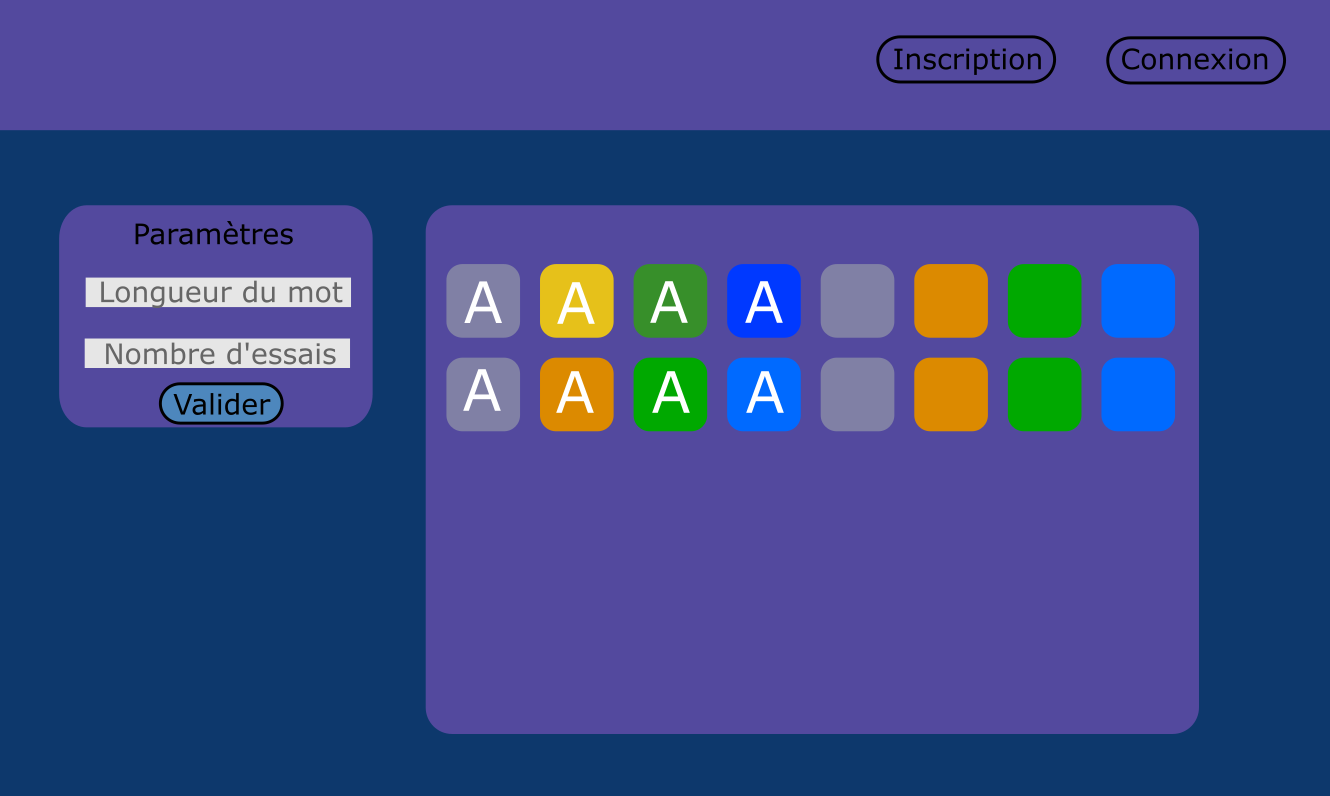 Inscription Connexion
Paramètres
Longueur du mot
Nombre d'essais
Valider
A A A A
A A A A